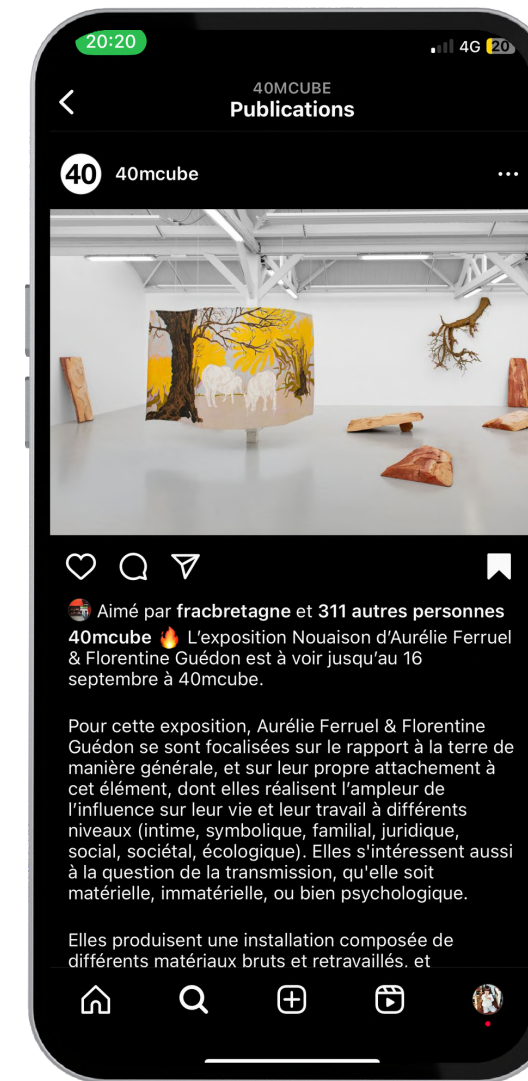 20:20
4G 20
40MCUBE
Publications
40 40mcube
Aimé par fracbretagne et 311 autres personnes
40mcube 🔥 L'exposition Nouaison d'Aurélie Ferruel
& Florentine Guédon est à voir jusqu'au 16
septembre à 40mcube.
Pour cette exposition, Aurélie Ferruel & Florentine
Guédon se sont focalisées sur le rapport à la terre de
manière générale, et sur leur propre attachement à
cet élément, dont elles réalisent l'ampleur de
l'influence sur leur vie et leur travail à différents
niveaux (intime, symbolique, familial, juridique,
social, sociétal, écologique). Elles s'intéressent aussi
à la question de la transmission, qu'elle soit
matérielle, immatérielle, ou bien psychologique.
Elles produisent une installation composée de
différents matériaux bruts et retravaillés, et